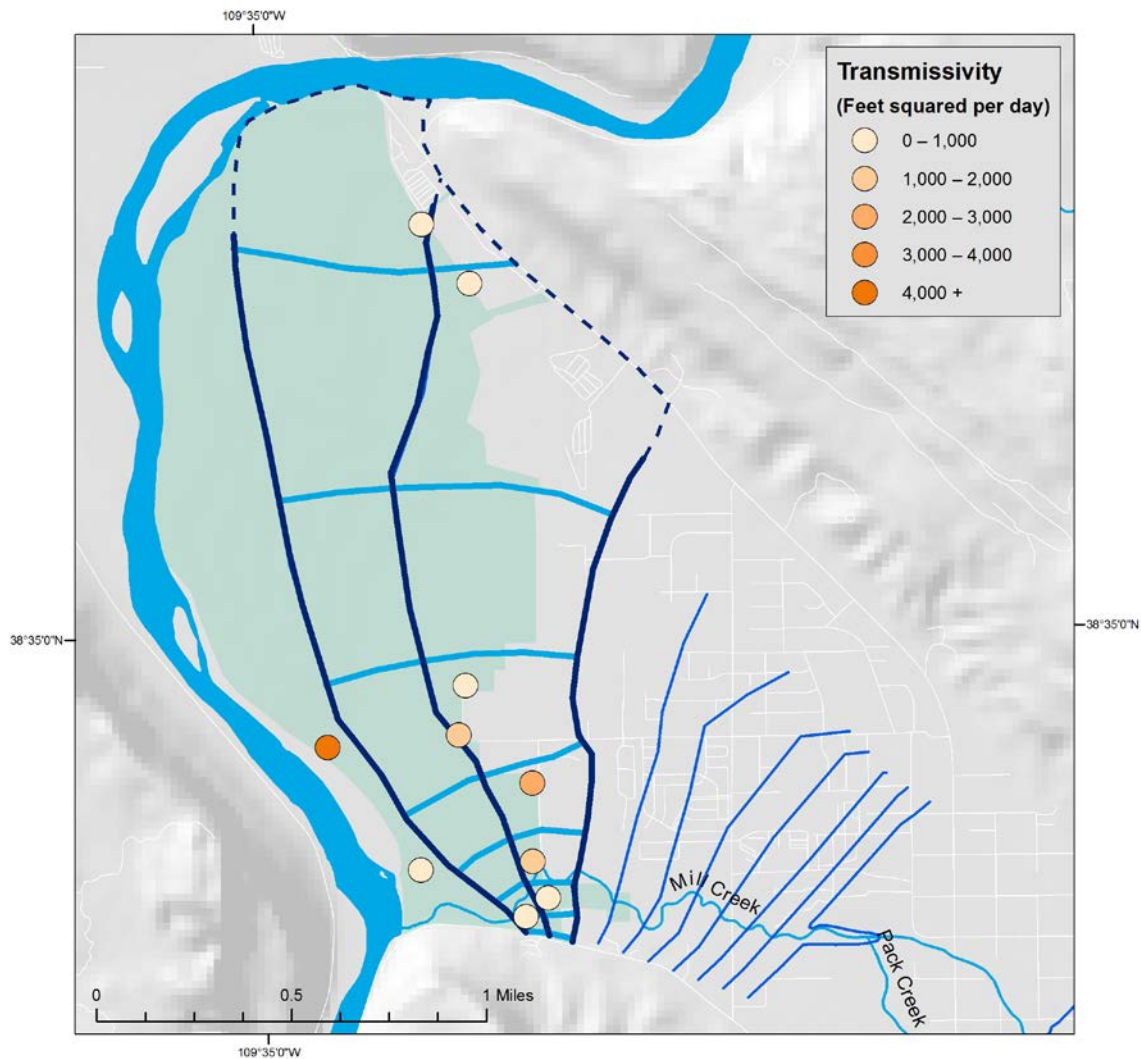 109°35'0"W
Transmissivity
(Feet squared per day)
0 – 1,000
1,000 – 2,000
2,000 – 3,000
3,000 – 4,000
4,000 +
38°35'0"N
38°35'0"N
Mill Creek
Pack Creek
0 0.5 1 Miles
109°35'0"W